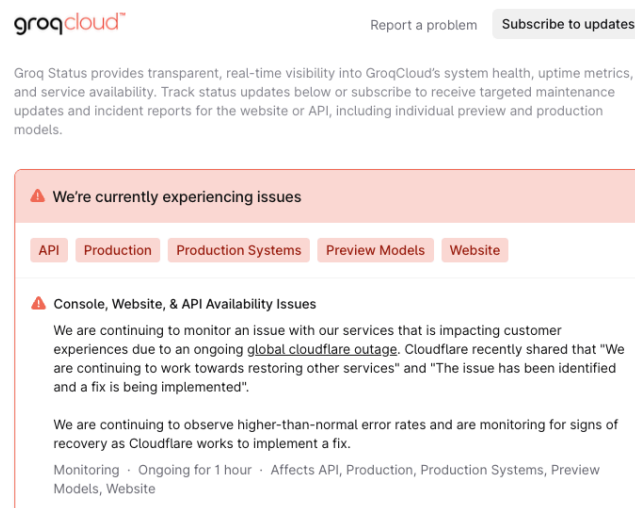 groqcloud™
Report a problem
Subscribe to updates
Groq Status provides transparent, real-time visibility into GroqCloud's system health, uptime metrics,
and service availability. Track status updates below or subscribe to receive targeted maintenance
updates and incident reports for the website or API, including individual preview and production
models.
We're currently experiencing issues
API Production Production Systems Preview Models Website
Console, Website, & API Availability Issues
We are continuing to monitor an issue with our services that is impacting customer
experiences due to an ongoing global cloudflare outage. Cloudflare recently shared that "We
are continuing to work towards restoring other services" and "The issue has been identified
and a fix is being implemented".
We are continuing to observe higher-than-normal error rates and are monitoring for signs of
recovery as Cloudflare works to implement a fix.
Monitoring · Ongoing for 1 hour · Affects API, Production, Production Systems, Preview
Models, Website